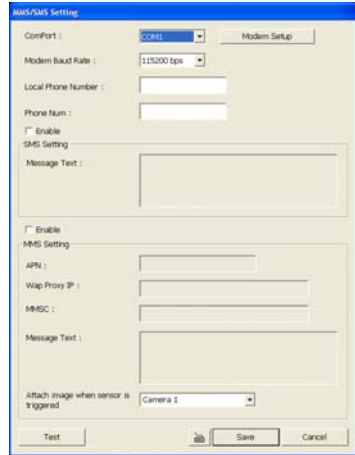 MMS/SMS Setting
ComPort : COM1 Modem Setup
Modem Baud Rate : 115200 bps
Local Phone Number :
Phone Num :
Enable
SMS Setting
Message Text :
Enable
MMS Setting
APN :
Wap Proxy IP :
MMSC :
Message Text :
Attach image when sensor is
triggered
Camera 1
Test Save Cancel